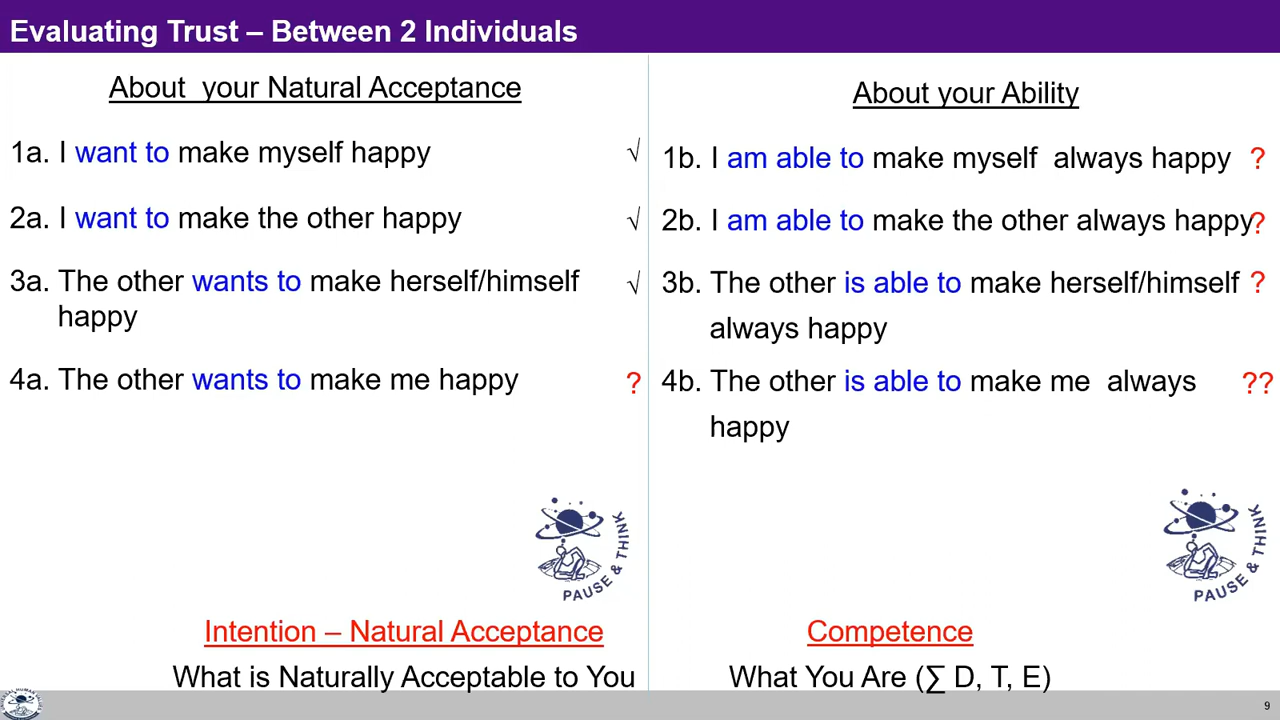 Evaluating Trust – Between 2 Individuals
About your Natural Acceptance
1a. I want to make myself happy √
2a. I want to make the other happy √
3a. The other wants to make herself/himself √
happy
4a. The other wants to make me happy ?
PAUSE & THINK
Intention – Natural Acceptance
What is Naturally Acceptable to You
About your Ability
1b. I am able to make myself always happy ?
2b. I am able to make the other always happy ?
3b. The other is able to make herself/himself ?
always happy
4b. The other is able to make me always ??
happy
PAUSE & THINK
Competence
What You Are (∑ D, T, E)
9